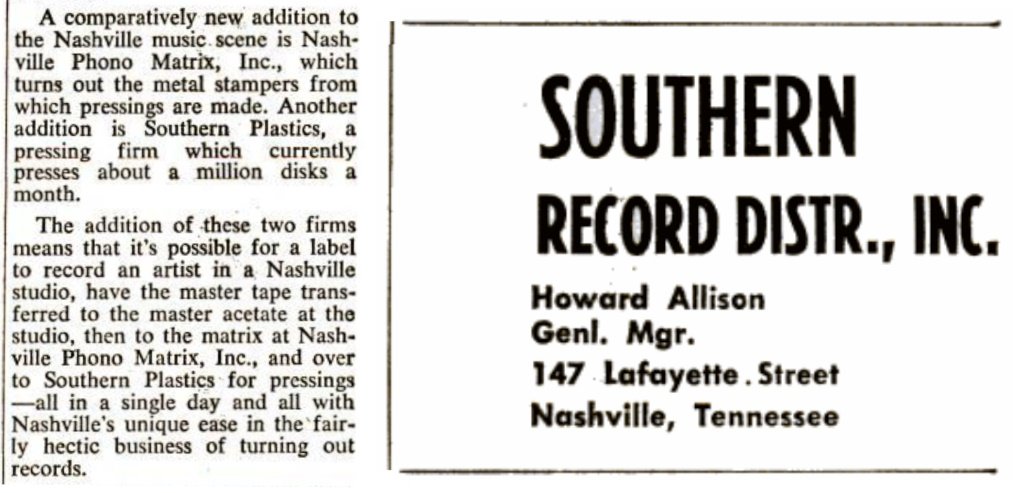 A comparatively new addition to
the Nashville music scene is Nash-
ville Phono Matrix, Inc., which
turns out the metal stampers from
which pressings are made. Another
addition is Southern Plastics, a
pressing firm which currently
presses about a million disks a
month.
The addition of these two firms
means that it's possible for a label
to record an artist in a Nashville
studio, have the master tape trans-
ferred to the master acetate at the
studio, then to the matrix at Nash-
ville Phono Matrix, Inc., and over
to Southern Plastics for pressings
—all in a single day and all with
Nashville's unique ease in the fair-
ly hectic business of turning out
records.
SOUTHERN
RECORD DISTR., INC.
Howard Allison
Genl. Mgr.
147 Lafayette Street
Nashville, Tennessee